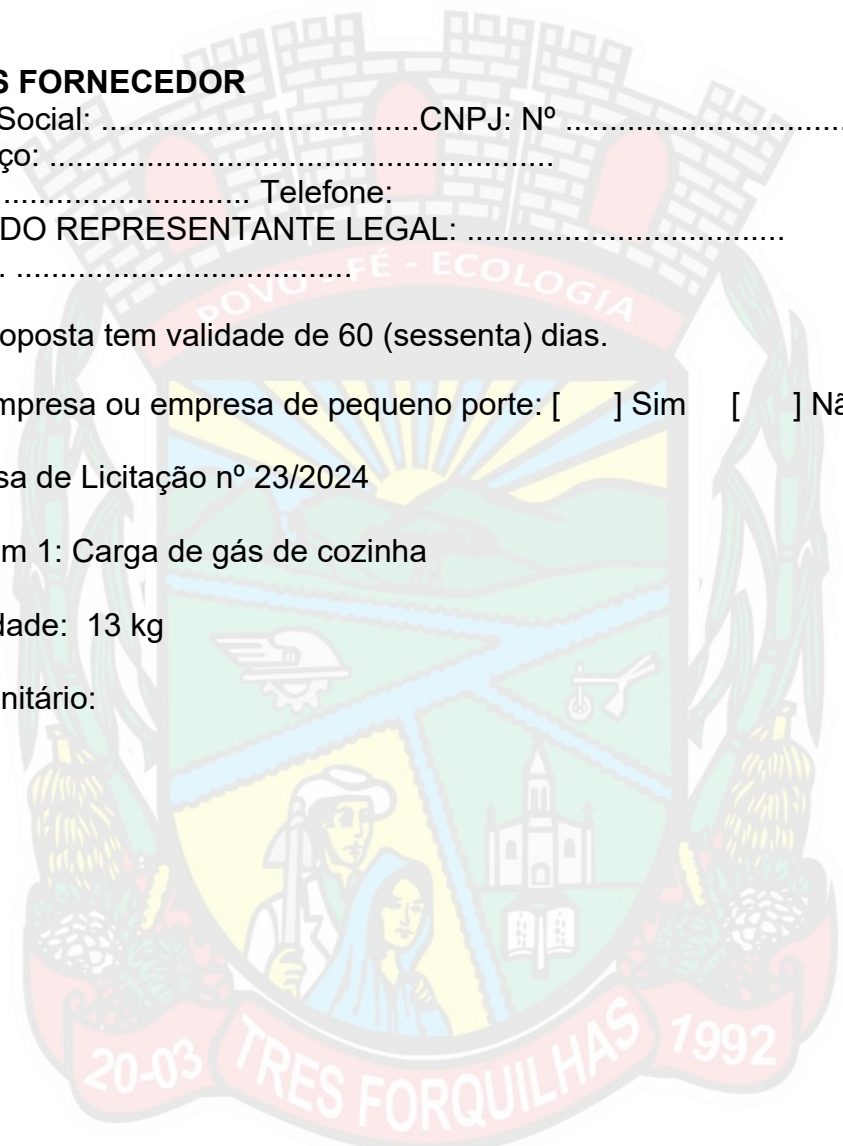 S FORNECEDOR
Social: ....................................CNPJ: Nº ................................
ço: .........................................................
............................ Telefone:
DO REPRESENTANTE LEGAL: ....................................
. ......................................
POVO - FÉ - ECOLOGIA
oposta tem validade de 60 (sessenta) dias.
mpresa ou empresa de pequeno porte: [ ] Sim [ ] Nã
sa de Licitação nº 23/2024
m 1: Carga de gás de cozinha
dade: 13 kg
nitário:
20-03 TRES FORQUILHAS 1992